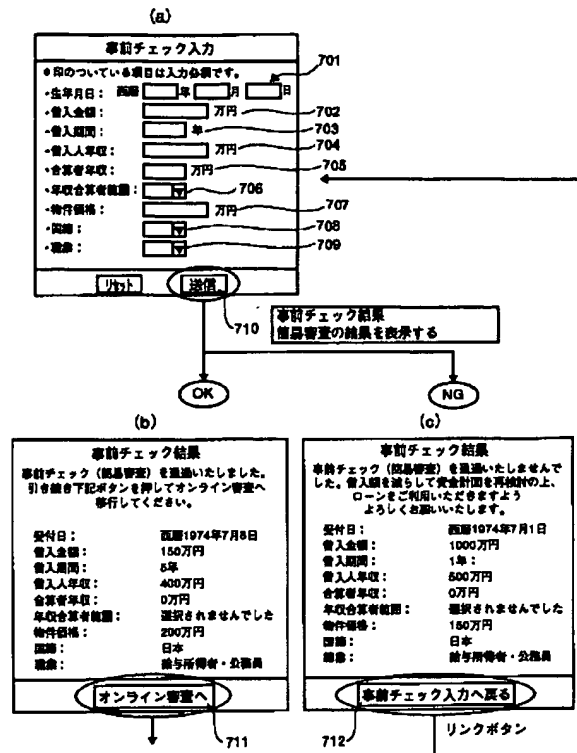 (a)
事前チェック入力
●印のついている項目は入力必須です。
701
・生年月日： 西暦 年 月 日
・借入金額： 万円 702
・借入期間： 年 703
・借入人年収： 万円 704
・合算者年収： 万円 705
・年収合算者範囲： 706
・物件価格： 万円 707
・国籍： 708
・職業： 709
リセット 送信
710
事前チェック結果
簡易審査の結果を表示する
OK NG
(b)
事前チェック結果
事前チェック（簡易審査）を通過いたしました。
引き続き下記ボタンを押してオンライン審査へ
移行してください。
受付日： 西暦1974年7月8日
借入金額： 150万円
借入期間： 5年
借入人年収： 400万円
合算者年収： 0万円
年収合算者範囲： 選択されませんでした
物件価格： 200万円
国籍： 日本
職業： 給与所得者・公務員
オンライン審査へ
711
(c)
事前チェック結果
事前チェック（簡易審査）を通過いたしませんで
した。借入額を減らして資金計画を再検討の上、
ローンをご利用いただきますよう
よろしくお願いいたします。
受付日： 西暦1974年7月1日
借入金額： 1000万円
借入期間： 1年：
借入人年収： 500万円
合算者年収： 0万円
年収合算者範囲： 選択されませんでした
物件価格： 150万円
国籍： 日本
職業： 給与所得者・公務員
事前チェック入力へ戻る
712 リンクボタン